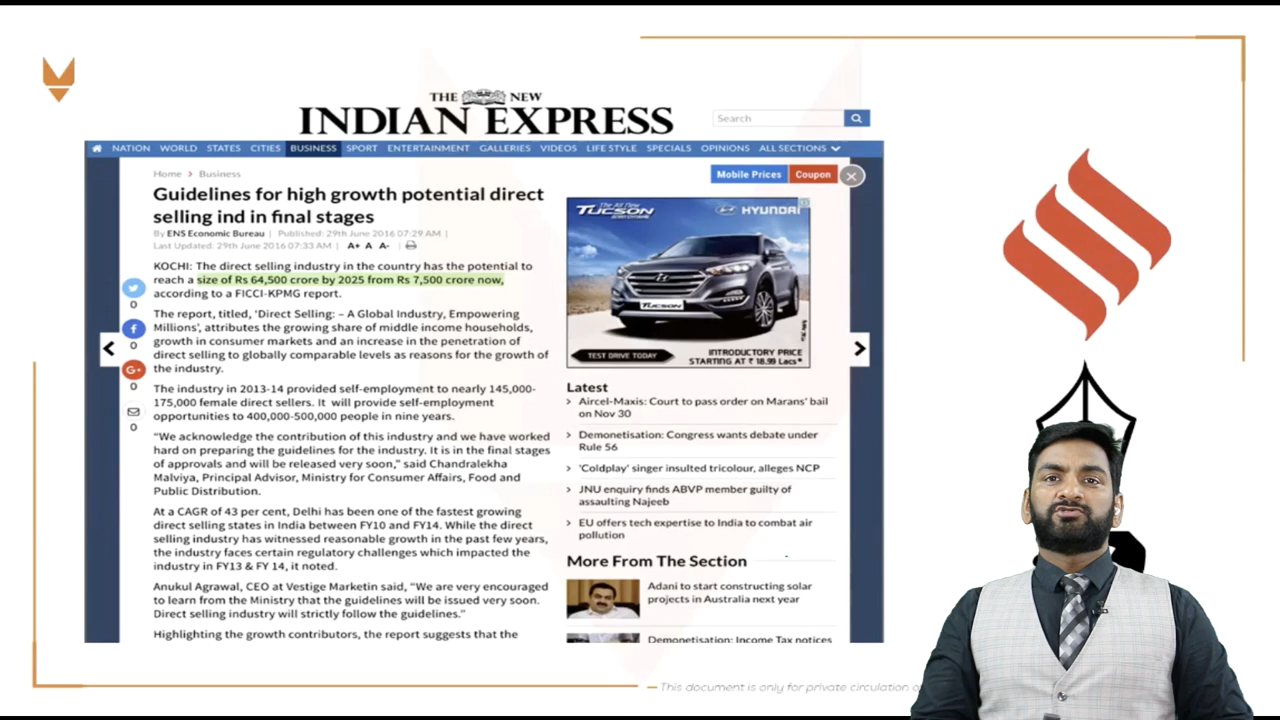 THE NEW
INDIAN EXPRESS
Search
NATION WORLD STATES CITIES BUSINESS SPORT ENTERTAINMENT GALLERIES VIDEOS LIFE STYLE SPECIALS OPINIONS ALL SECTIONS
Home > Business
Mobile Prices Coupon
Guidelines for high growth potential direct
selling ind in final stages
By ENS Economic Bureau | Published: 29th June 2016 07:29 AM |
Last Updated: 29th June 2016 07:33 AM | A+ A A- |
KOCHI: The direct selling industry in the country has the potential to
reach a size of Rs 64,500 crore by 2025 from Rs 7,500 crore now,
according to a FICCI-KPMG report.
The report, titled, ‘Direct Selling: – A Global Industry, Empowering
Millions’, attributes the growing share of middle income households,
growth in consumer markets and an increase in the penetration of
direct selling to globally comparable levels as reasons for the growth of
the industry.
The industry in 2013-14 provided self-employment to nearly 145,000-
175,000 female direct sellers. It will provide self-employment
opportunities to 400,000-500,000 people in nine years.
“We acknowledge the contribution of this industry and we have worked
hard on preparing the guidelines for the industry. It is in the final stages
of approvals and will be released very soon,” said Chandralekha
Malviya, Principal Advisor, Ministry for Consumer Affairs, Food and
Public Distribution.
At a CAGR of 43 per cent, Delhi has been one of the fastest growing
direct selling states in India between FY10 and FY14. While the direct
selling industry has witnessed reasonable growth in the past few years,
the industry faces certain regulatory challenges which impacted the
industry in FY13 & FY 14, it noted.
Anukul Agrawal, CEO at Vestige Marketin said, “We are very encouraged
to learn from the Ministry that the guidelines will be issued very soon.
Direct selling industry will strictly follow the guidelines.”
Highlighting the growth contributors, the report suggests that the
0
0
G+
0
0
The All New
TUCSON
HYUNDAI
TUCSON
TEST DRIVE TODAY
INTRODUCTORY PRICE
STARTING AT ₹ 18.99 Lacs*
Latest
> Aircel-Maxis: Court to pass order on Marans' bail
on Nov 30
> Demonetisation: Congress wants debate under
Rule 56
> 'Coldplay' singer insulted tricolour, alleges NCP
> JNU enquiry finds ABVP member guilty of
assaulting Najeeb
> EU offers tech expertise to India to combat air
pollution
More From The Section
Adani to start constructing solar
projects in Australia next year
Demonetisation: Income Tax notices
This document is only for private circulation